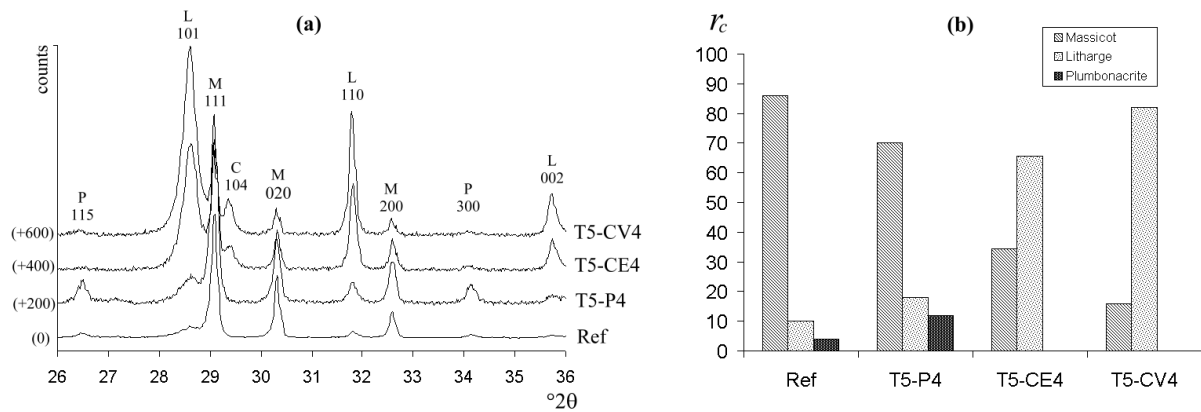 (a)
counts
L
101
M
111
C
104
L
110
M
020
M
200
L
002
P
115
P
300
(+600)
T5-CV4
(+400)
T5-CE4
(+200)
T5-P4
(0)
Ref
26 27 28 29 30 31 32 33 34 35 36
°2θ
rc
(b)
Massicot
Litharge
Plumbonacrite
100
90
80
70
60
50
40
30
20
10
0
Ref T5-P4 T5-CE4 T5-CV4